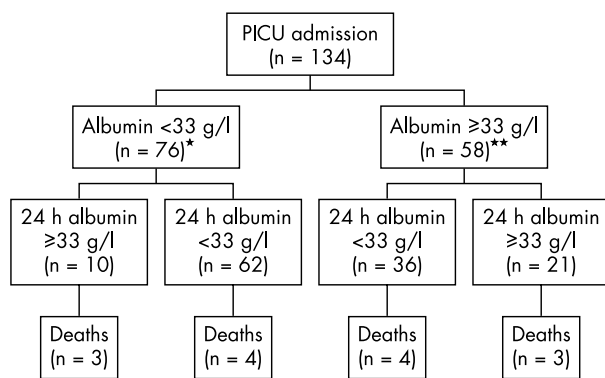 PICU admission
(n = 134)
Albumin <33 g/l
(n = 76)★
Albumin ≥33 g/l
(n = 58)★★
24 h albumin
≥33 g/l
(n = 10)
24 h albumin
<33 g/l
(n = 62)
24 h albumin
<33 g/l
(n = 36)
24 h albumin
≥33 g/l
(n = 21)
Deaths
(n = 3)
Deaths
(n = 4)
Deaths
(n = 4)
Deaths
(n = 3)